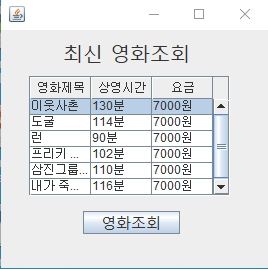 최신 영화조회
영화제목 상영시간 요금
이웃사촌 130분 7000원
도굴 114분 7000원
런 90분 7000원
프리키 ... 102분 7000원
삼진그룹... 110분 7000원
내가 죽... 116분 7000원
영화조회